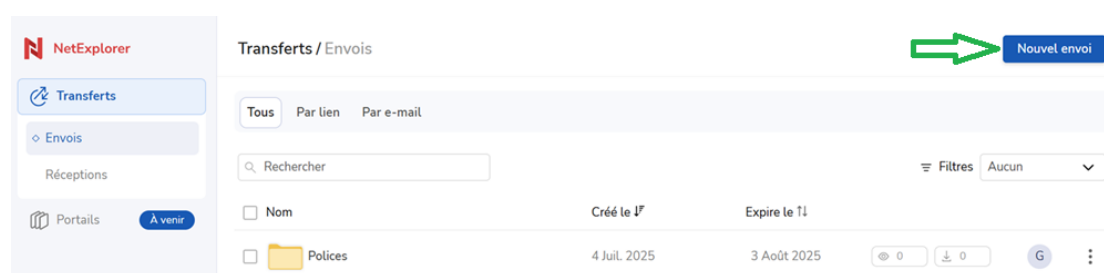 NetExplorer
Transferts / Envois
Nouvel envoi
Transferts
Tous Par lien Par e-mail
Envois
Rechercher
Filtres Aucun
Réceptions
Nom Créé le Expire le
Portails À venir
Polices 4 Juil. 2025 3 Août 2025 0 0 G